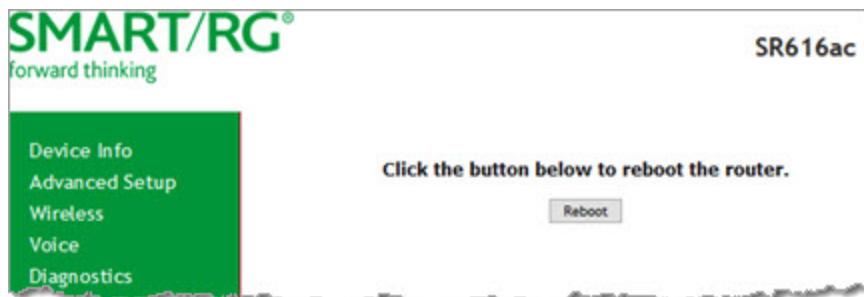 SMART/RG®
forward thinking
SR616ac
Device Info
Advanced Setup
Wireless
Voice
Diagnostics
Click the button below to reboot the router.
Reboot